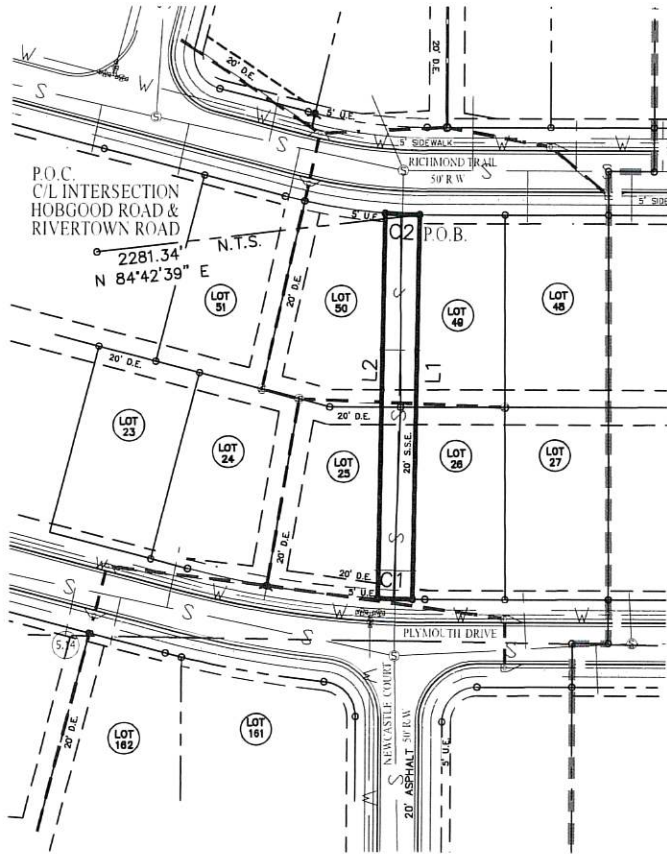 20' D.E.
20' D.E.
W
W
S
S
S
5' U.E.
W
W
W
W
5' SIDEWALK
RICHMOND TRAIL
50' R/W
S
S
S
S
5' SIDE
P.O.C.
C/L INTERSECTION
HOBGOOD ROAD &
RIVERTOWN ROAD
N.T.S.
2281.34'
N 84°42'39" E
5' U.E.
C2
P.O.B.
20' D.E.
LOT
51
LOT
50
LOT
49
LOT
48
S
L2
L1
20' D.E.
20' D.E.
LOT
23
LOT
24
LOT
25
20' S.S.E.
LOT
26
LOT
27
20' D.E.
S
20' D.E.
C1
5' U.E.
W
W
W
W
W
S
S
S
S
PLYMOUTH DRIVE
S
S
20' D.E.
LOT
162
LOT
161
W
W
NEWCASTLE COURT
S
20' ASPHALT 50' R/W
5' U.E.